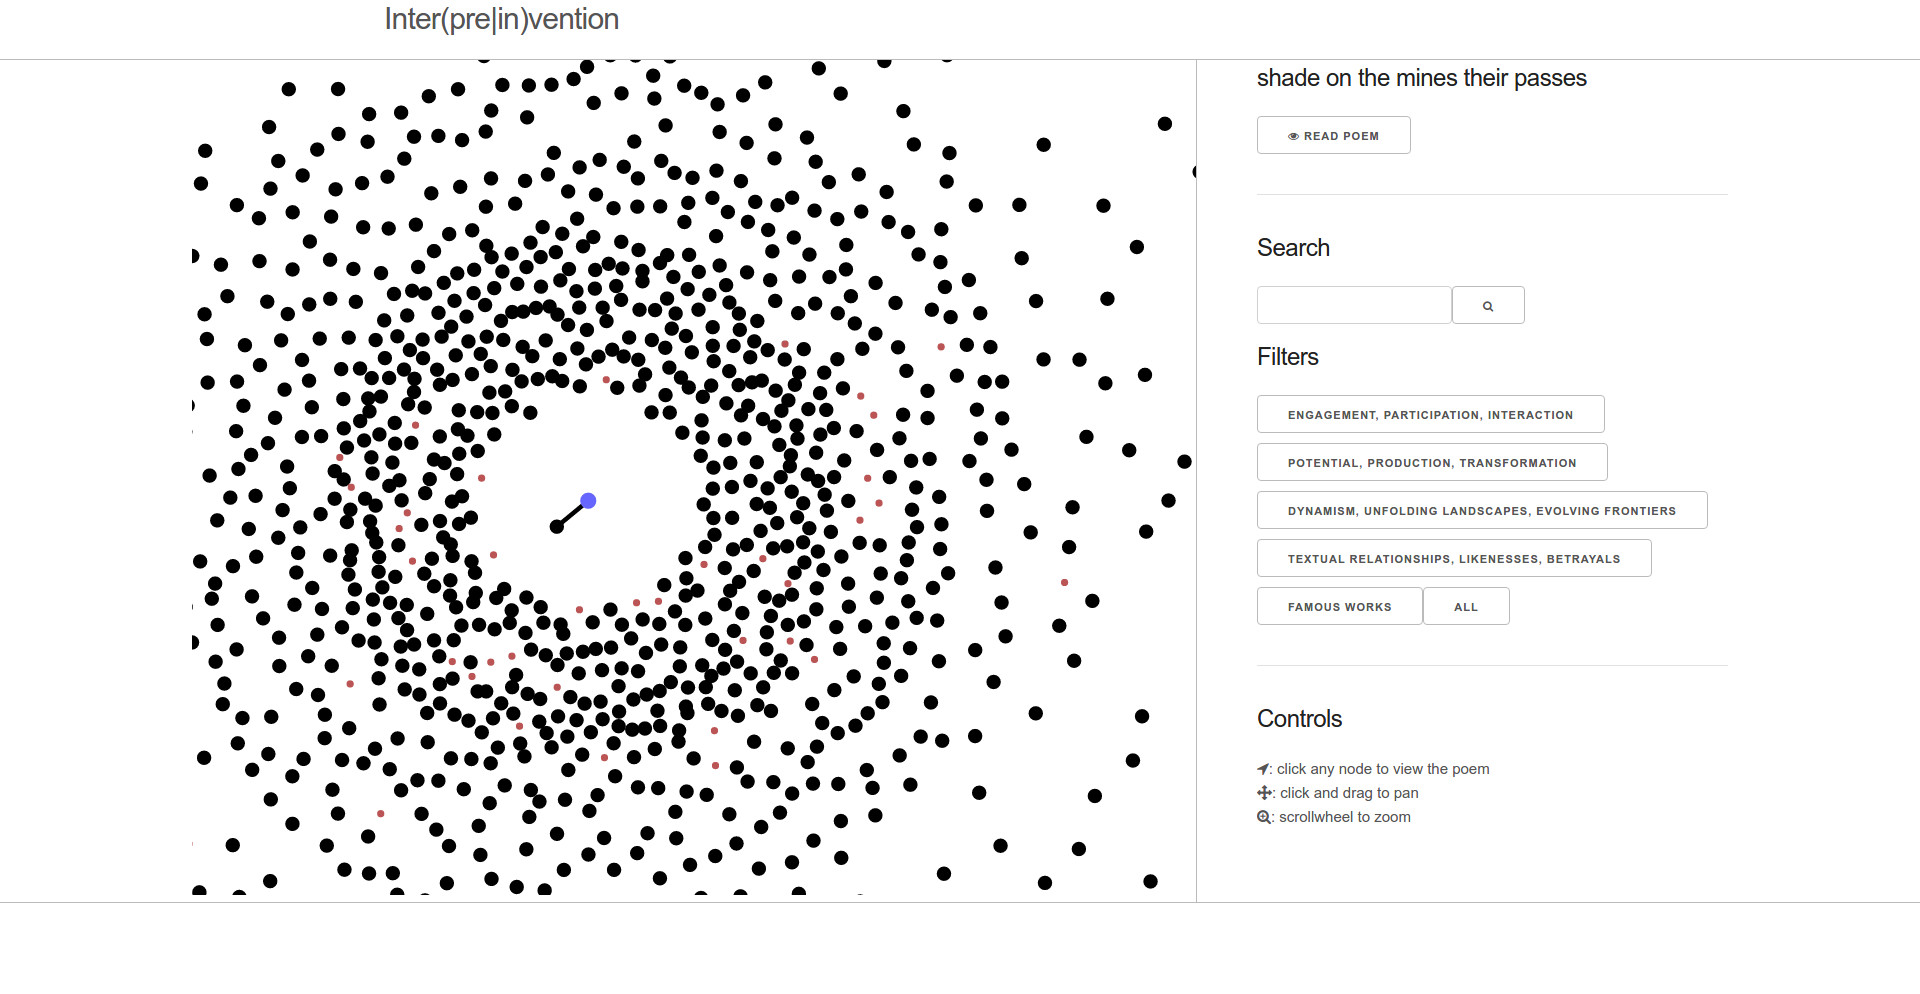 Inter(pre|in)vention
shade on the mines their passes
READ POEM
Search
Filters
ENGAGEMENT, PARTICIPATION, INTERACTION
POTENTIAL, PRODUCTION, TRANSFORMATION
DYNAMISM, UNFOLDING LANDSCAPES, EVOLVING FRONTIERS
TEXTUAL RELATIONSHIPS, LIKENESSES, BETRAYALS
FAMOUS WORKS ALL
Controls
: click any node to view the poem
: click and drag to pan
: scrollwheel to zoom